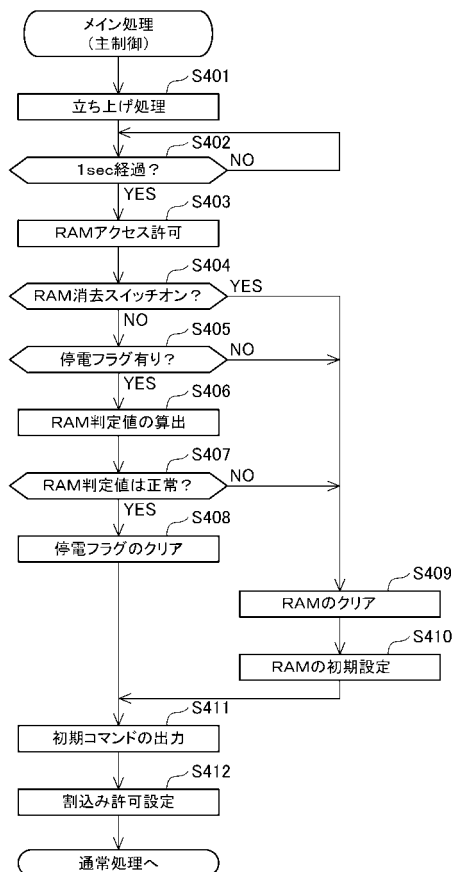 メイン処理
(主制御)
S401
立ち上げ処理
S402
1sec経過？
NO
YES
S403
RAMアクセス許可
S404
RAM消去スイッチオン？
YES
NO
S405
停電フラグ有り？
NO
YES
S406
RAM判定値の算出
S407
RAM判定値は正常？
NO
YES
S408
停電フラグのクリア
S409
RAMのクリア
S410
RAMの初期設定
S411
初期コマンドの出力
S412
割込み許可設定
通常処理へ